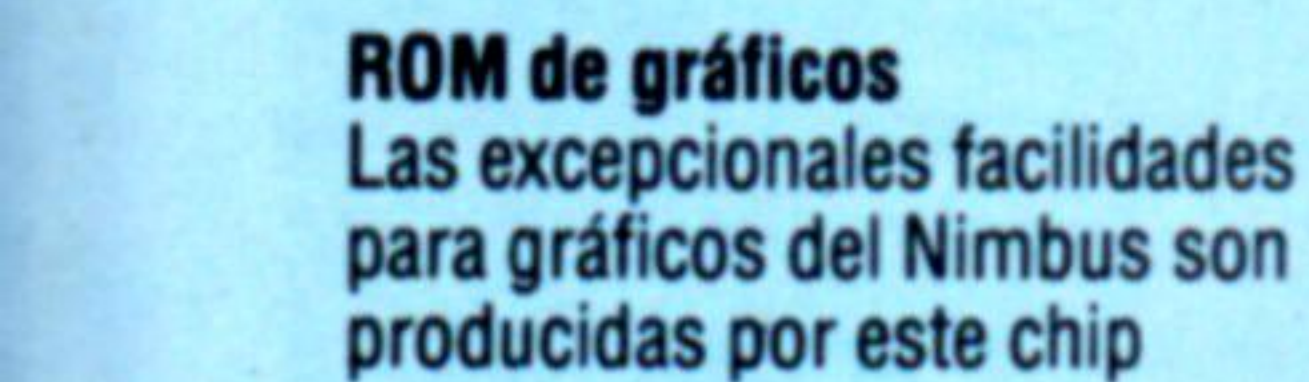 ROM de gráficos
Las excepcionales facilidades
para gráficos del Nimbus son
producidas por este chip